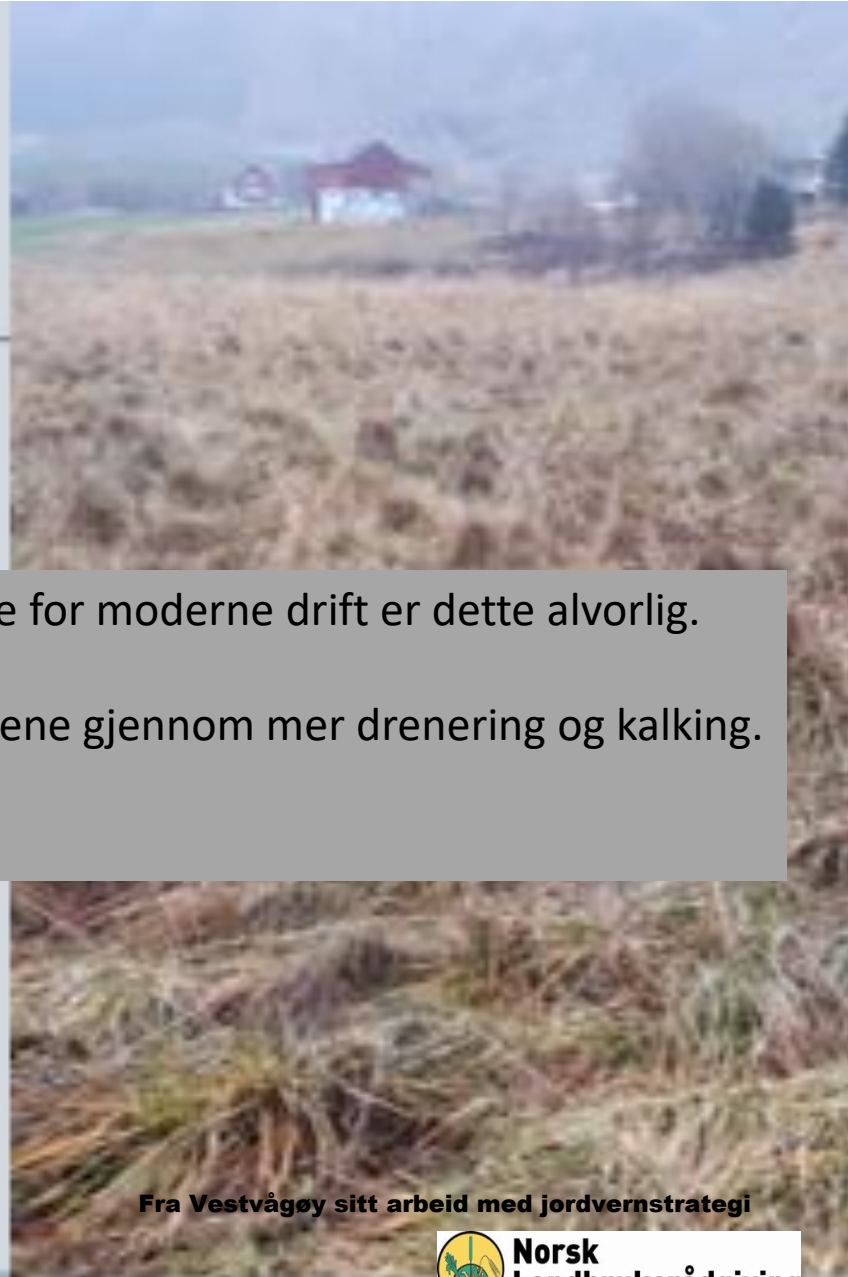 e for moderne drift er dette alvorlig.
ene gjennom mer drenering og kalking.
Fra Vestvågøy sitt arbeid med jordvernstrategi
Norsk